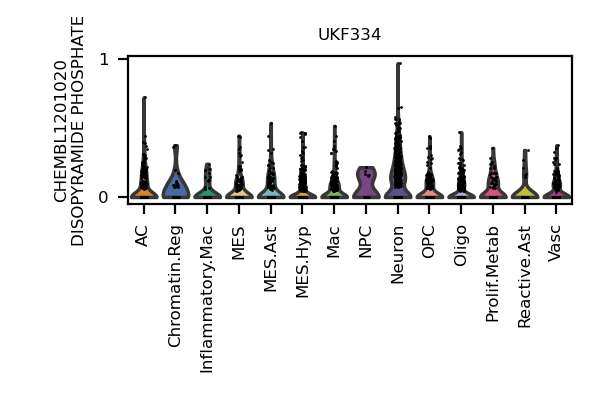 UKF334
CHEMBL1201020
DISOPYRAMIDE PHOSPHATE
1
0
AC
Chromatin.Reg
Inflammatory.Mac
MES
MES.Ast
MES.Hyp
Mac
NPC
Neuron
OPC
Oligo
Prolif.Metab
Reactive.Ast
Vasc